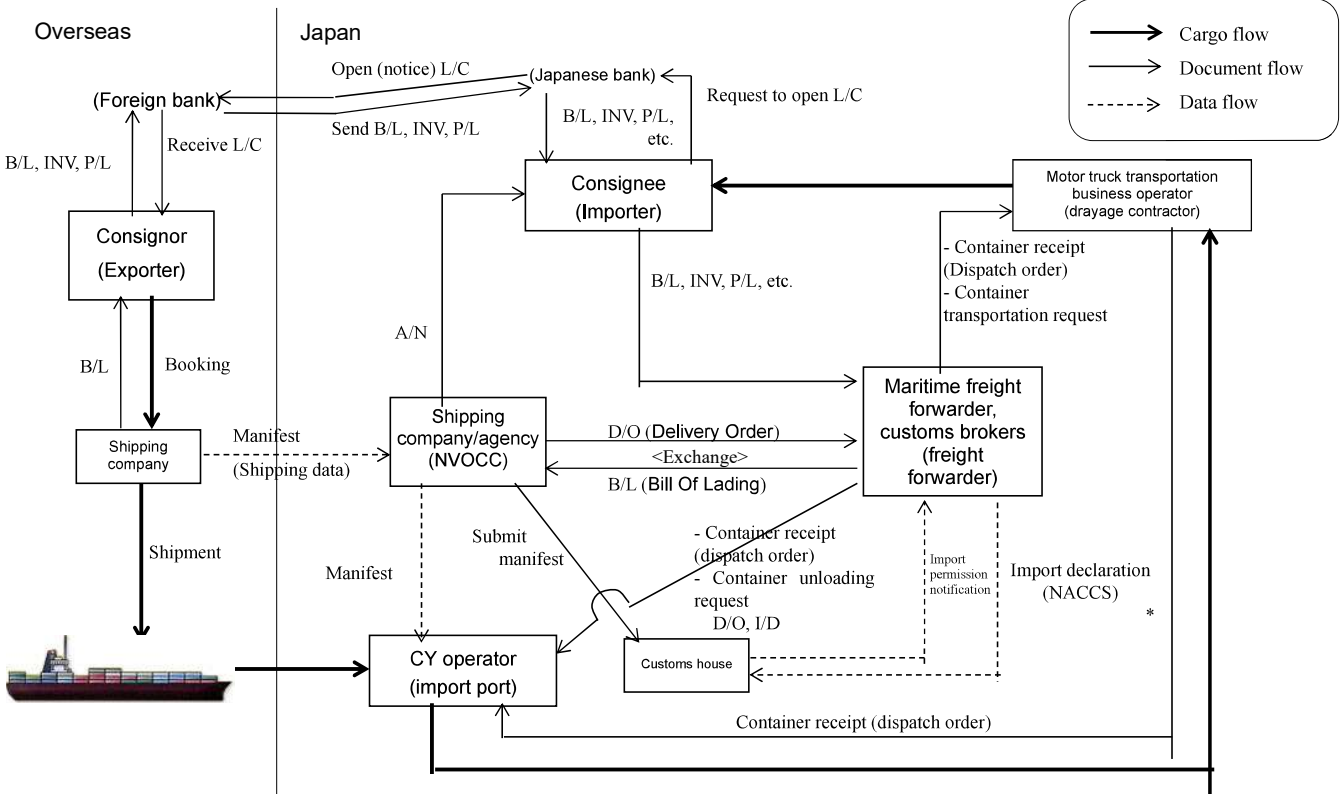 Overseas
Japan
Cargo flow
Document flow
Data flow
Open (notice) L/C
(Japanese bank)
(Foreign bank)
Request to open L/C
Send B/L, INV, P/L
B/L, INV, P/L,
etc.
Receive L/C
B/L, INV, P/L
Consignee
(Importer)
Motor truck transportation
business operator
(drayage contractor)
Consignor
(Exporter)
- Container receipt
(Dispatch order)
- Container
transportation request
B/L, INV, P/L, etc.
A/N
B/L
Booking
Maritime freight
forwarder,
customs brokers
(freight
forwarder)
Shipping
company/agency
(NVOCC)
Shipping
company
Manifest
(Shipping data)
D/O (Delivery Order)
<Exchange>
B/L (Bill Of Lading)
Shipment
Submit
manifest
Manifest
- Container receipt
(dispatch order)
- Container unloading
request
D/O, I/D
Import
permission
notification
Import declaration
(NACCS)
*
CY operator
(import port)
Customs house
Container receipt (dispatch order)